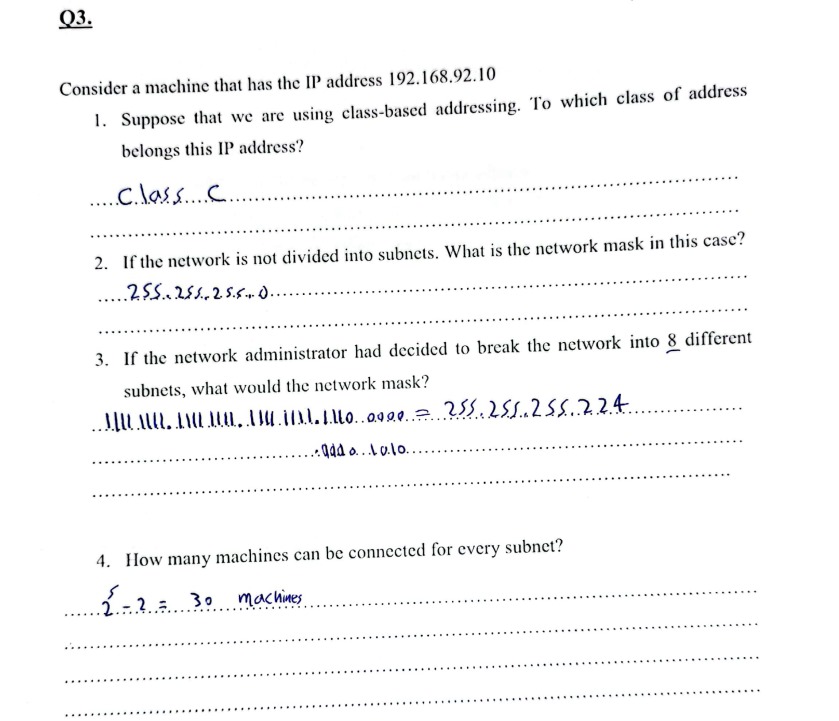 Q3.
Consider a machine that has the IP address 192.168.92.10
1. Suppose that we are using class-based addressing. To which class of address
belongs this IP address?
Class C
2. If the network is not divided into subnets. What is the network mask in this case?
255.255.255.0
3. If the network administrator had decided to break the network into 8 different
subnets, what would the network mask?
1111 1111. 1111 1111. 1111 1111. 1110 0000 = 255.255.255.224
0000 1010
4. How many machines can be connected for every subnet?
2⁵ - 2 = 30 machines